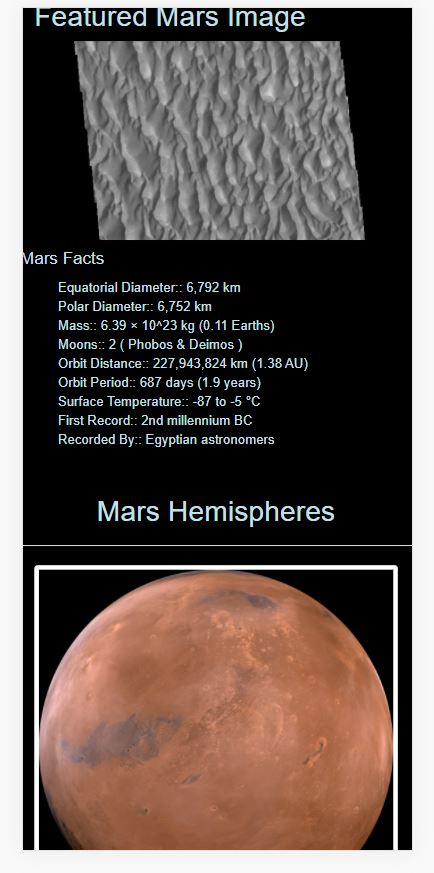 Featured Mars Image
Mars Facts
Equatorial Diameter:: 6,792 km
Polar Diameter:: 6,752 km
Mass:: 6.39 × 10^23 kg (0.11 Earths)
Moons:: 2 ( Phobos & Deimos )
Orbit Distance:: 227,943,824 km (1.38 AU)
Orbit Period:: 687 days (1.9 years)
Surface Temperature:: -87 to -5 °C
First Record:: 2nd millennium BC
Recorded By:: Egyptian astronomers
Mars Hemispheres